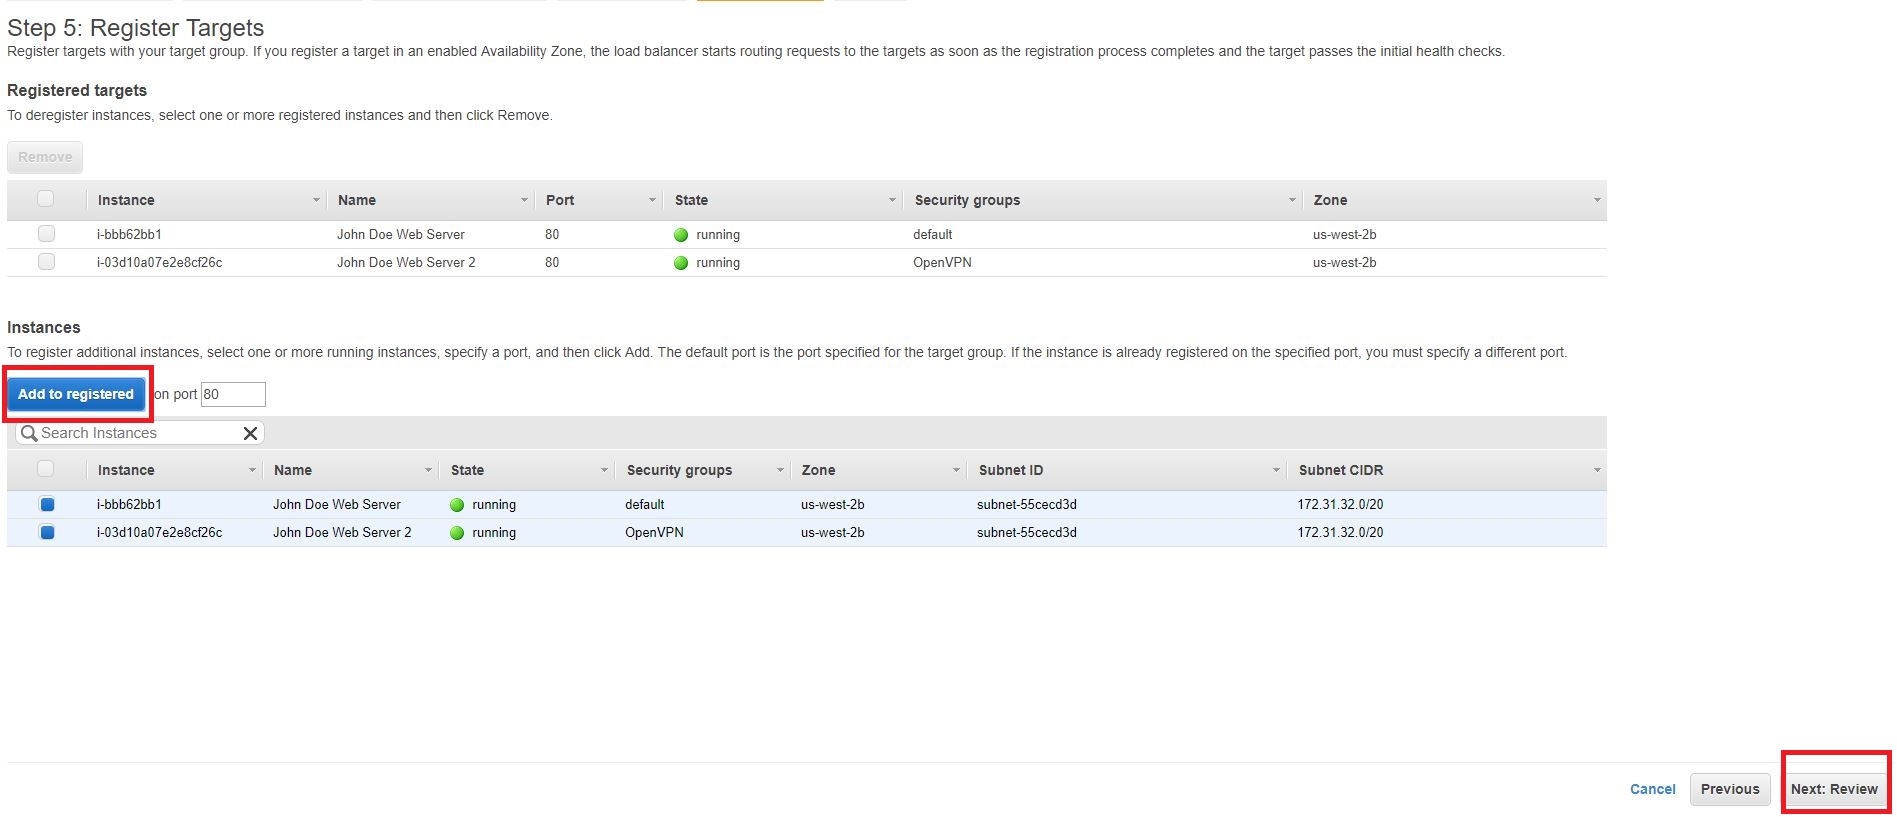 Step 5: Register Targets
Register targets with your target group. If you register a target in an enabled Availability Zone, the load balancer starts routing requests to the targets as soon as the registration process completes and the target passes the initial health checks.
Registered targets
To deregister instances, select one or more registered instances and then click Remove.
Remove
Instance Name Port State Security groups Zone
i-bbb62bb1 John Doe Web Server 80 running default us-west-2b
i-03d10a07e2e8cf26c John Doe Web Server 2 80 running OpenVPN us-west-2b
Instances
To register additional instances, select one or more running instances, specify a port, and then click Add. The default port is the port specified for the target group. If the instance is already registered on the specified port, you must specify a different port.
Add to registered on port 80
Search Instances
Instance Name State Security groups Zone Subnet ID Subnet CIDR
i-bbb62bb1 John Doe Web Server running default us-west-2b subnet-55cecd3d 172.31.32.0/20
i-03d10a07e2e8cf26c John Doe Web Server 2 running OpenVPN us-west-2b subnet-55cecd3d 172.31.32.0/20
Cancel Previous Next: Review